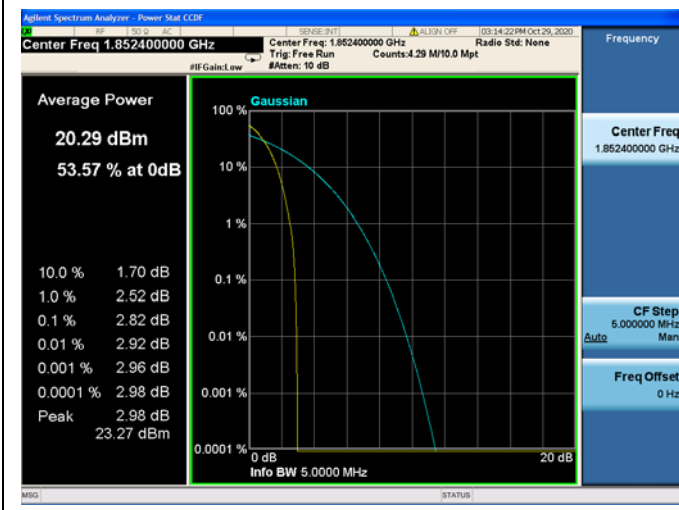 Agilent Spectrum Analyzer - Power Stat CCDF
RF 50 Ω AC SENSE:INT ALIGN OFF 03:14:22PM Oct 29, 2020
Center Freq 1.852400000 GHz
Center Freq: 1.852400000 GHz Radio Std: None
Trig: Free Run Counts:4.29 M/10.0 Mpt
#IFGain:Low #Atten: 10 dB
Frequency
Average Power
20.29 dBm
53.57 % at 0dB
10.0 % 1.70 dB
1.0 % 2.52 dB
0.1 % 2.82 dB
0.01 % 2.92 dB
0.001 % 2.96 dB
0.0001 % 2.98 dB
Peak 2.98 dB
23.27 dBm
Gaussian
100 %
10 %
1 %
0.1 %
0.01 %
0.001 %
0.0001 %
0 dB 20 dB
Info BW 5.0000 MHz
Center Freq
1.852400000 GHz
CF Step
5.000000 MHz
Auto Man
Freq Offset
0 Hz
MSG STATUS